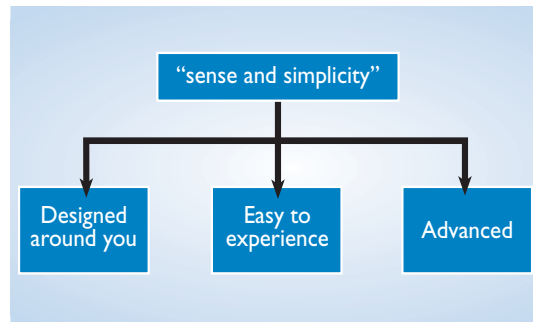 “sense and simplicity”
Designed
around you
Easy to
experience
Advanced